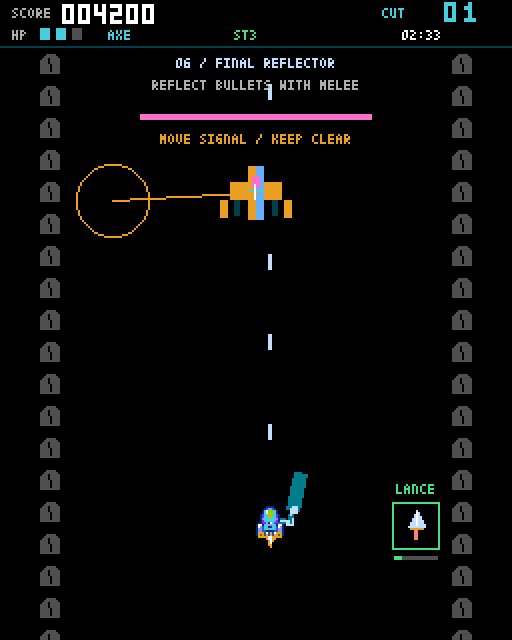 SCORE 004200 CUT 01
HP AXE ST3 02:33
06 / FINAL REFLECTOR
REFLECT BULLETS WITH MELEE
MOVE SIGNAL / KEEP CLEAR
LANCE